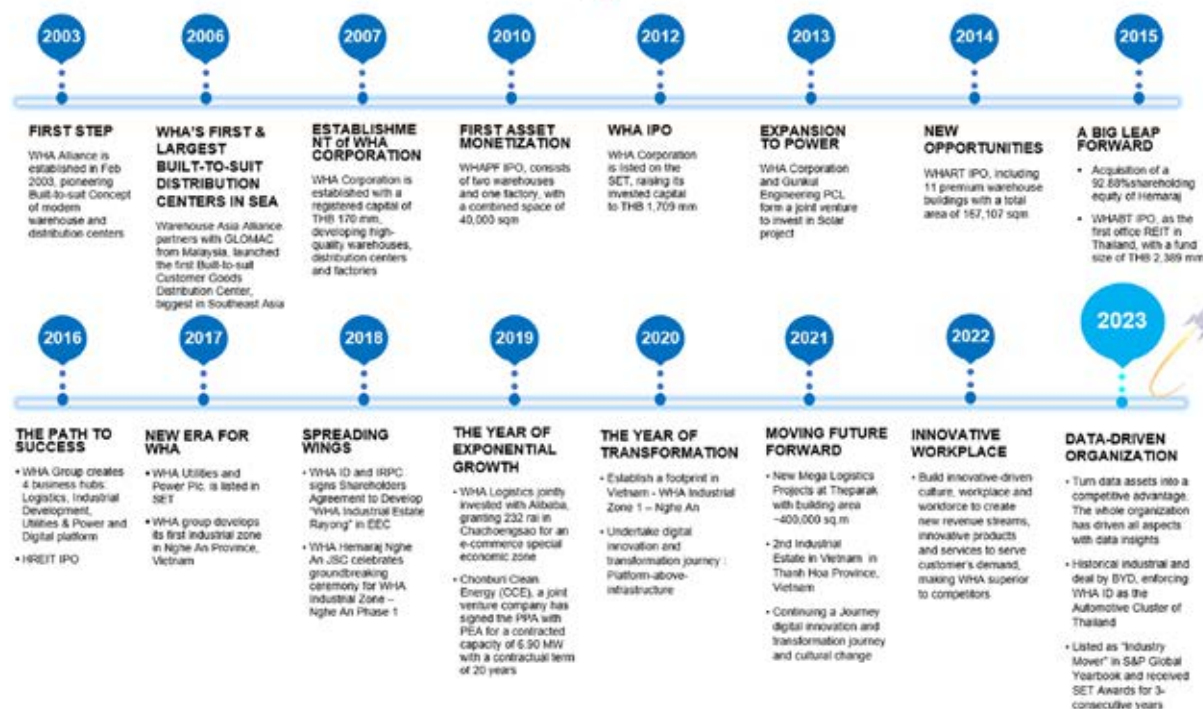 2003
2006
2007
2010
2012
2013
2014
2015
FIRST STEP
WHA Alliance is
established in Feb
2003, pioneering
Built-to-suit Concept
of modern
warehouse and
distribution centers
WHA'S FIRST &
LARGEST
BUILT-TO-SUIT
DISTRIBUTION
CENTERS IN SEA
Warehouse Asia Alliance
partners with GLOMAC
from Malaysia, launched
the first Built-to-suit
Customer Goods
Distribution Center,
biggest in Southeast Asia
ESTABLISHME
NT of WHA
CORPORATION
WHA Corporation is
established with a
registered capital of
THB 170 mm,
developing high-
quality warehouses,
distribution centers
and factories
FIRST ASSET
MONETIZATION
WHAPF IPO, consists
of two warehouses
and one factory, with
a combined space of
40,000 sqm
WHA IPO
WHA Corporation
is listed on the
SET, raising its
invested capital
to THB 1,709 mm
EXPANSION
TO POWER
WHA Corporation
and Gunkul
Engineering PCL
form a joint venture
to invest in Solar
project
NEW
OPPORTUNITIES
WHART IPO, including
11 premium warehouse
buildings with a total
area of 167,107 sqm
A BIG LEAP
FORWARD
• Acquisition of a
92.88%shareholding
equity of Hemaraj
• WHABT IPO, as the
first office REIT in
Thailand, with a fund
size of THB 2,389 mm
2016
2017
2018
2019
2020
2021
2022
2023
THE PATH TO
SUCCESS
• WHA Group creates
4 business hubs:
Logistics, Industrial
Development,
Utilities & Power and
Digital platform
• HREIT IPO
NEW ERA FOR
WHA
• WHA Utilities and
Power Plc. is listed in
SET
• WHA group develops
its first industrial zone
in Nghe An Province,
Vietnam
SPREADING
WINGS
• WHA ID and IRPC
signs Shareholders
Agreement to Develop
"WHA Industrial Estate
Rayong" in EEC
• WHA Hemaraj Nghe
An JSC celebrates
groundbreaking
ceremony for WHA
Industrial Zone –
Nghe An Phase 1
THE YEAR OF
EXPONENTIAL
GROWTH
• WHA Logistics jointly
invested with Alibaba,
granting 232 rai in
Chachoengsao for an
e-commerce special
economic zone
• Chonburi Clean
Energy (CCE), a joint
venture company has
signed the PPA with
PEA for a contracted
capacity of 6.90 MW
with a contractual term
of 20 years
THE YEAR OF
TRANSFORMATION
• Establish a footprint in
Vietnam - WHA Industrial
Zone 1 – Nghe An
• Undertake digital
innovation and
transformation journey :
Platform-above-
infrastructure
MOVING FUTURE
FORWARD
• New Mega Logistics
Projects at Theparak
with building area
~400,000 sq.m
• 2nd Industrial
Estate in Vietnam in
Thanh Hoa Province,
Vietnam
• Continuing a Journey
digital innovation and
transformation journey
and cultural change
INNOVATIVE
WORKPLACE
• Build innovative-driven
culture, workplace and
workforce to create
new revenue streams,
innovative products
and services to serve
customer's demand,
making WHA superior
to competitors
DATA-DRIVEN
ORGANIZATION
• Turn data assets into a
competitive advantage.
The whole organization
has driven all aspects
with data insights
• Historical industrial and
deal by BYD, enforcing
WHA ID as the
Automotive Cluster of
Thailand
• Listed as "Industry
Mover" in S&P Global
Yearbook and received
SET Awards for 3-
consecutive years